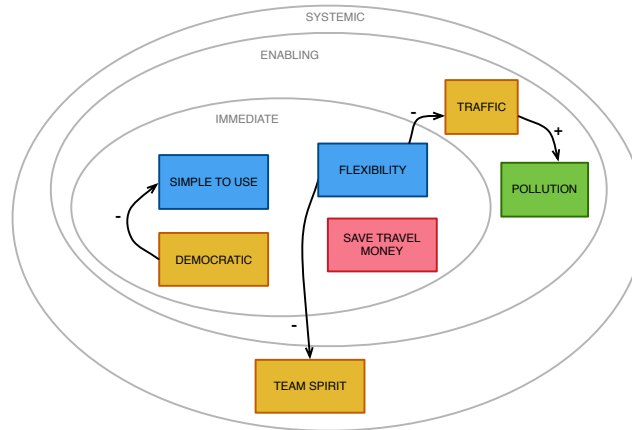 SYSTEMIC
ENABLING
IMMEDIATE
-
TRAFFIC
+
SIMPLE TO USE
FLEXIBILITY
POLLUTION
-
DEMOCRATIC
SAVE TRAVEL
MONEY
-
TEAM SPIRIT